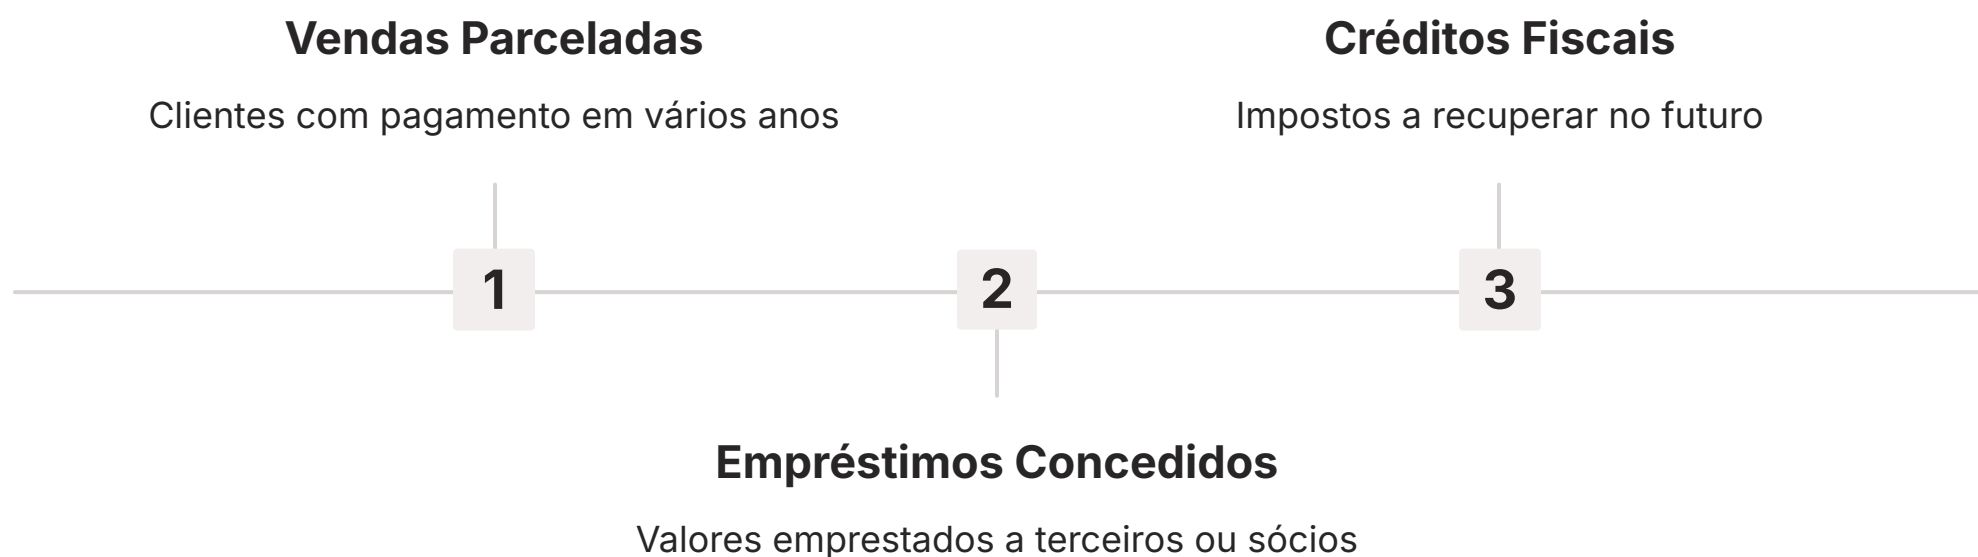 Vendas Parceladas
Clientes com pagamento em vários anos
Créditos Fiscais
Impostos a recuperar no futuro
1
2
3
Empréstimos Concedidos
Valores emprestados a terceiros ou sócios